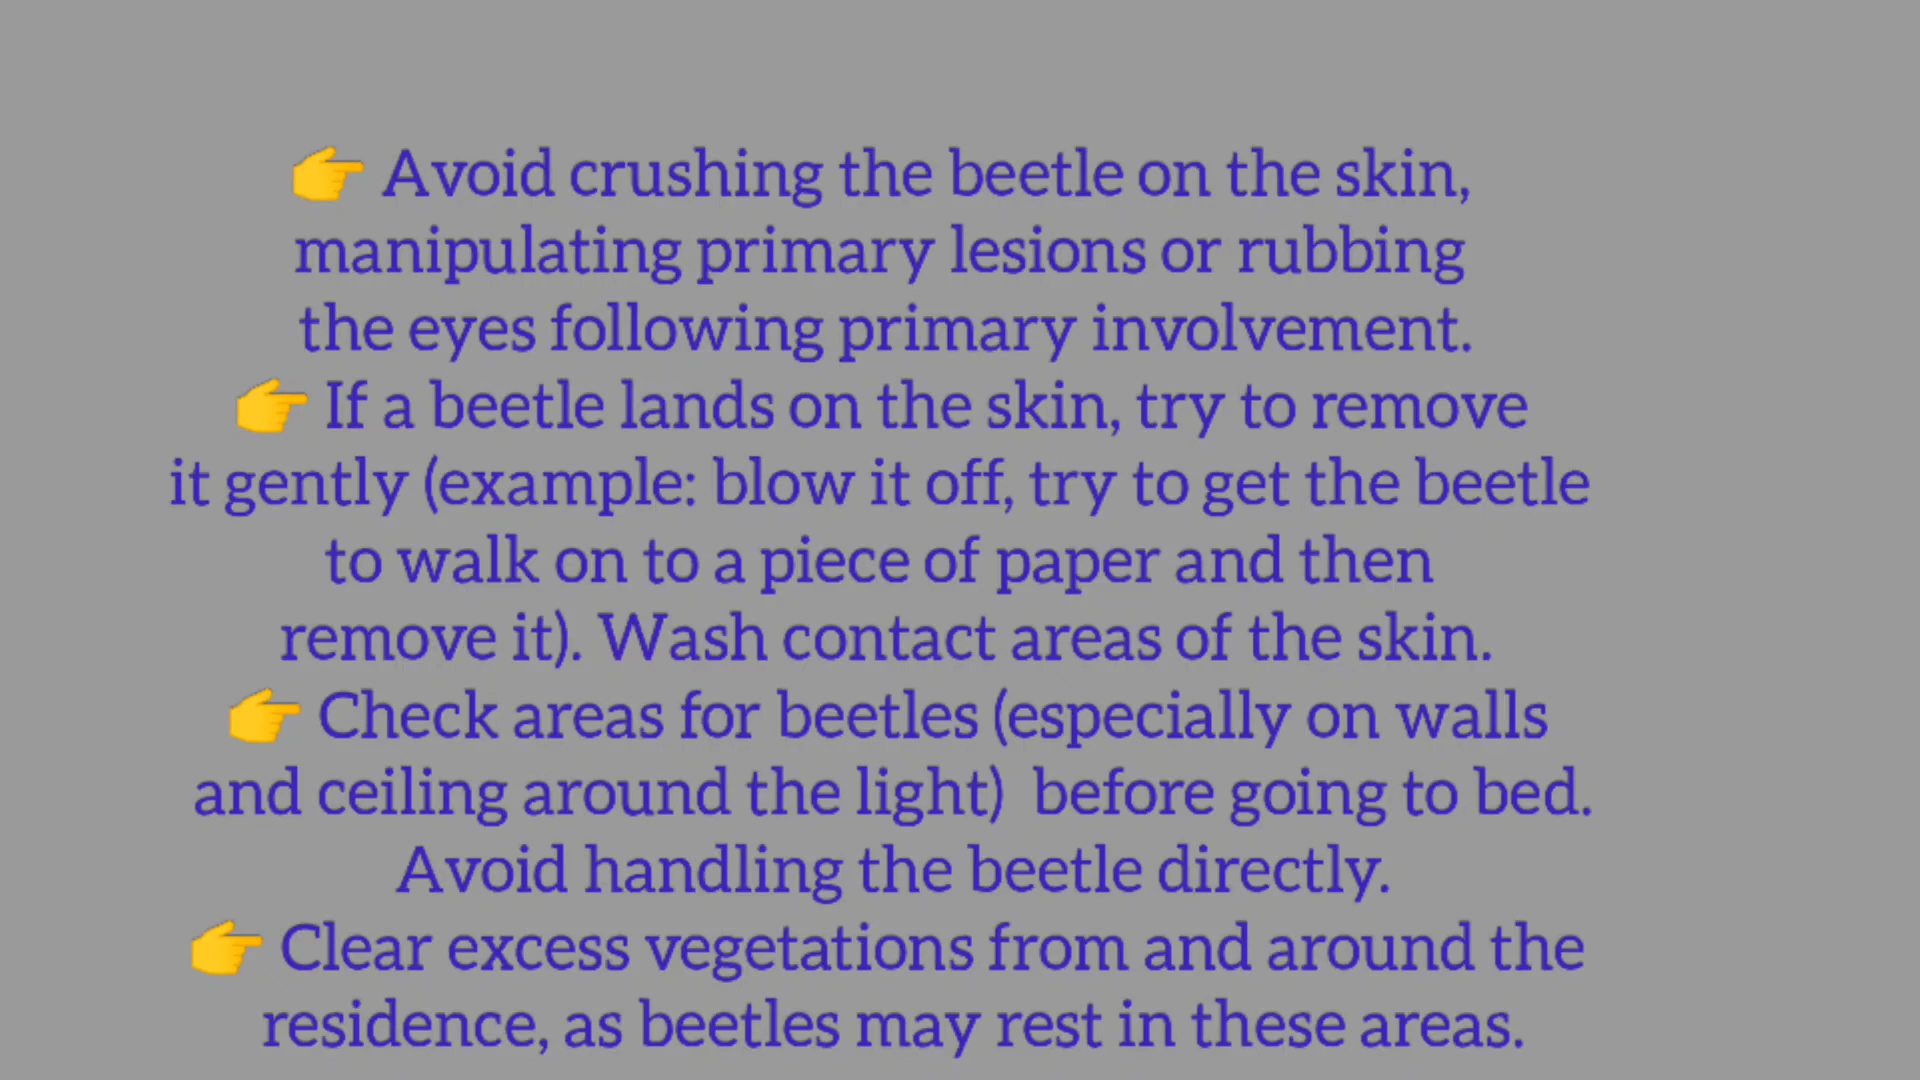 👉 Avoid crushing the beetle on the skin,
manipulating primary lesions or rubbing
the eyes following primary involvement.
👉 If a beetle lands on the skin, try to remove
it gently (example: blow it off, try to get the beetle
to walk on to a piece of paper and then
remove it). Wash contact areas of the skin.
👉 Check areas for beetles (especially on walls
and ceiling around the light)  before going to bed.
Avoid handling the beetle directly.
👉 Clear excess vegetations from and around the
residence, as beetles may rest in these areas.